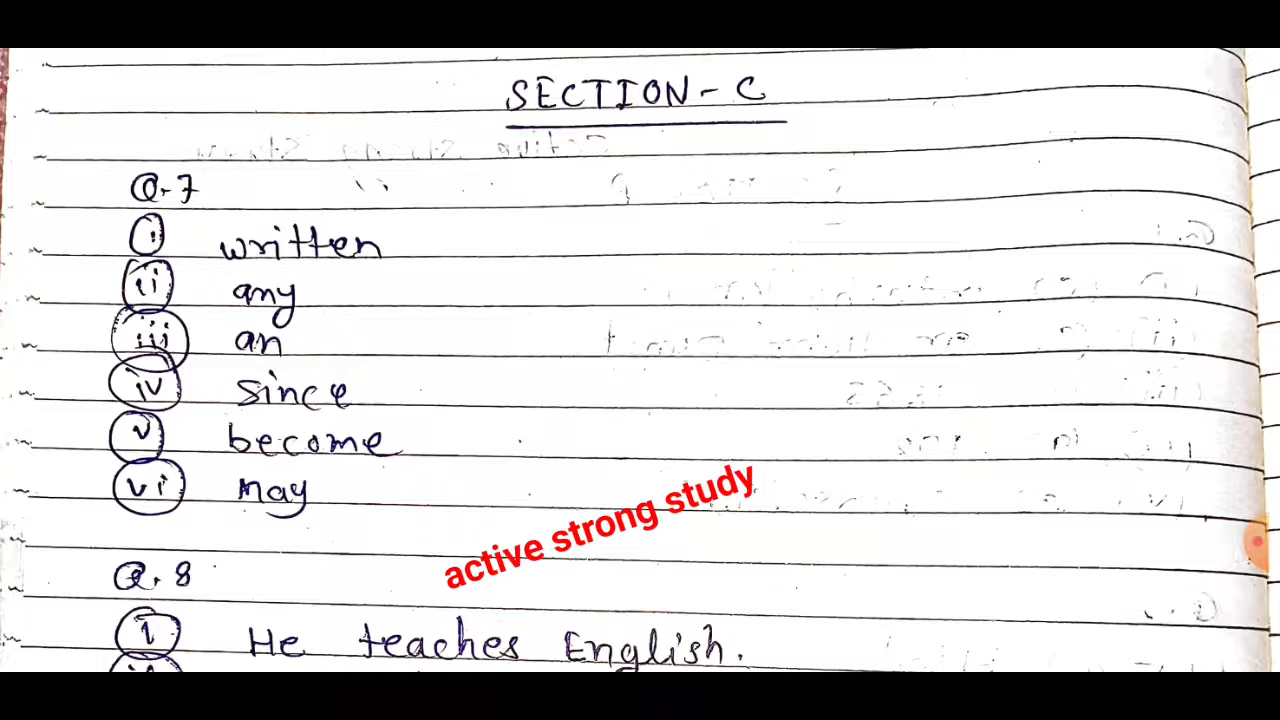 SECTION - C
Q.7
i written
ii any
iii an
iv since
v become
vi may
active strong study
Q.8
i He teaches English.